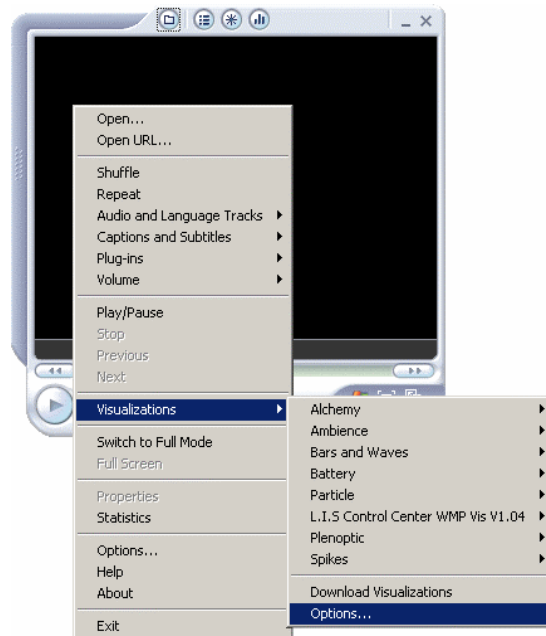 Open...
Open URL...
Shuffle
Repeat
Audio and Language Tracks
Captions and Subtitles
Plug-ins
Volume
Play/Pause
Stop
Previous
Next
Visualizations
Switch to Full Mode
Full Screen
Properties
Statistics
Options...
Help
About
Exit
Alchemy
Ambience
Bars and Waves
Battery
Particle
L.I.S Control Center WMP Vis V1.04
Plenoptic
Spikes
Download Visualizations
Options...